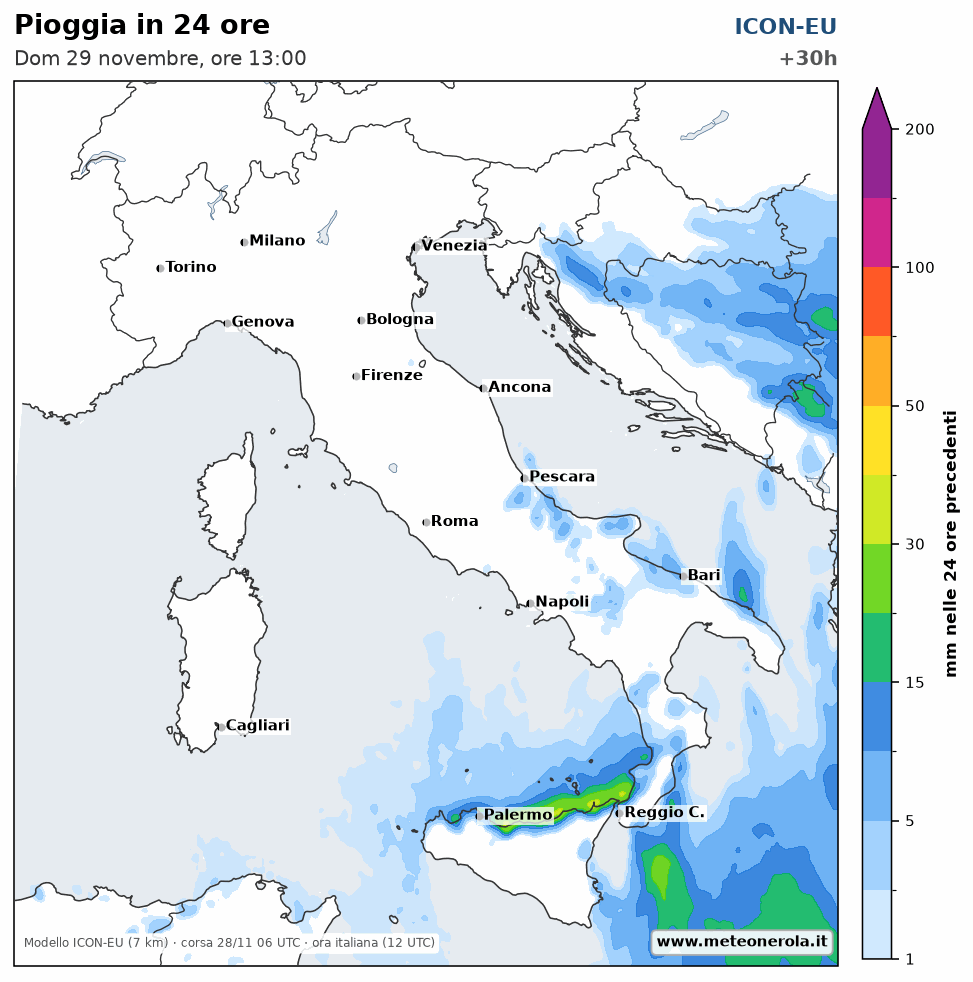 Pioggia in 24 ore
ICON-EU
Dom 29 novembre, ore 13:00
+30h
200
Milano
Venezia
Torino
100
Genova
Bologna
Firenze
Ancona
50
Pescara
Roma
30
Bari
Napoli
15
Cagliari
Palermo
Reggio C.
5
mm nelle 24 ore precedenti
Modello ICON-EU (7 km) · corsa 28/11 06 UTC · ora italiana (12 UTC)
www.meteonerola.it
1